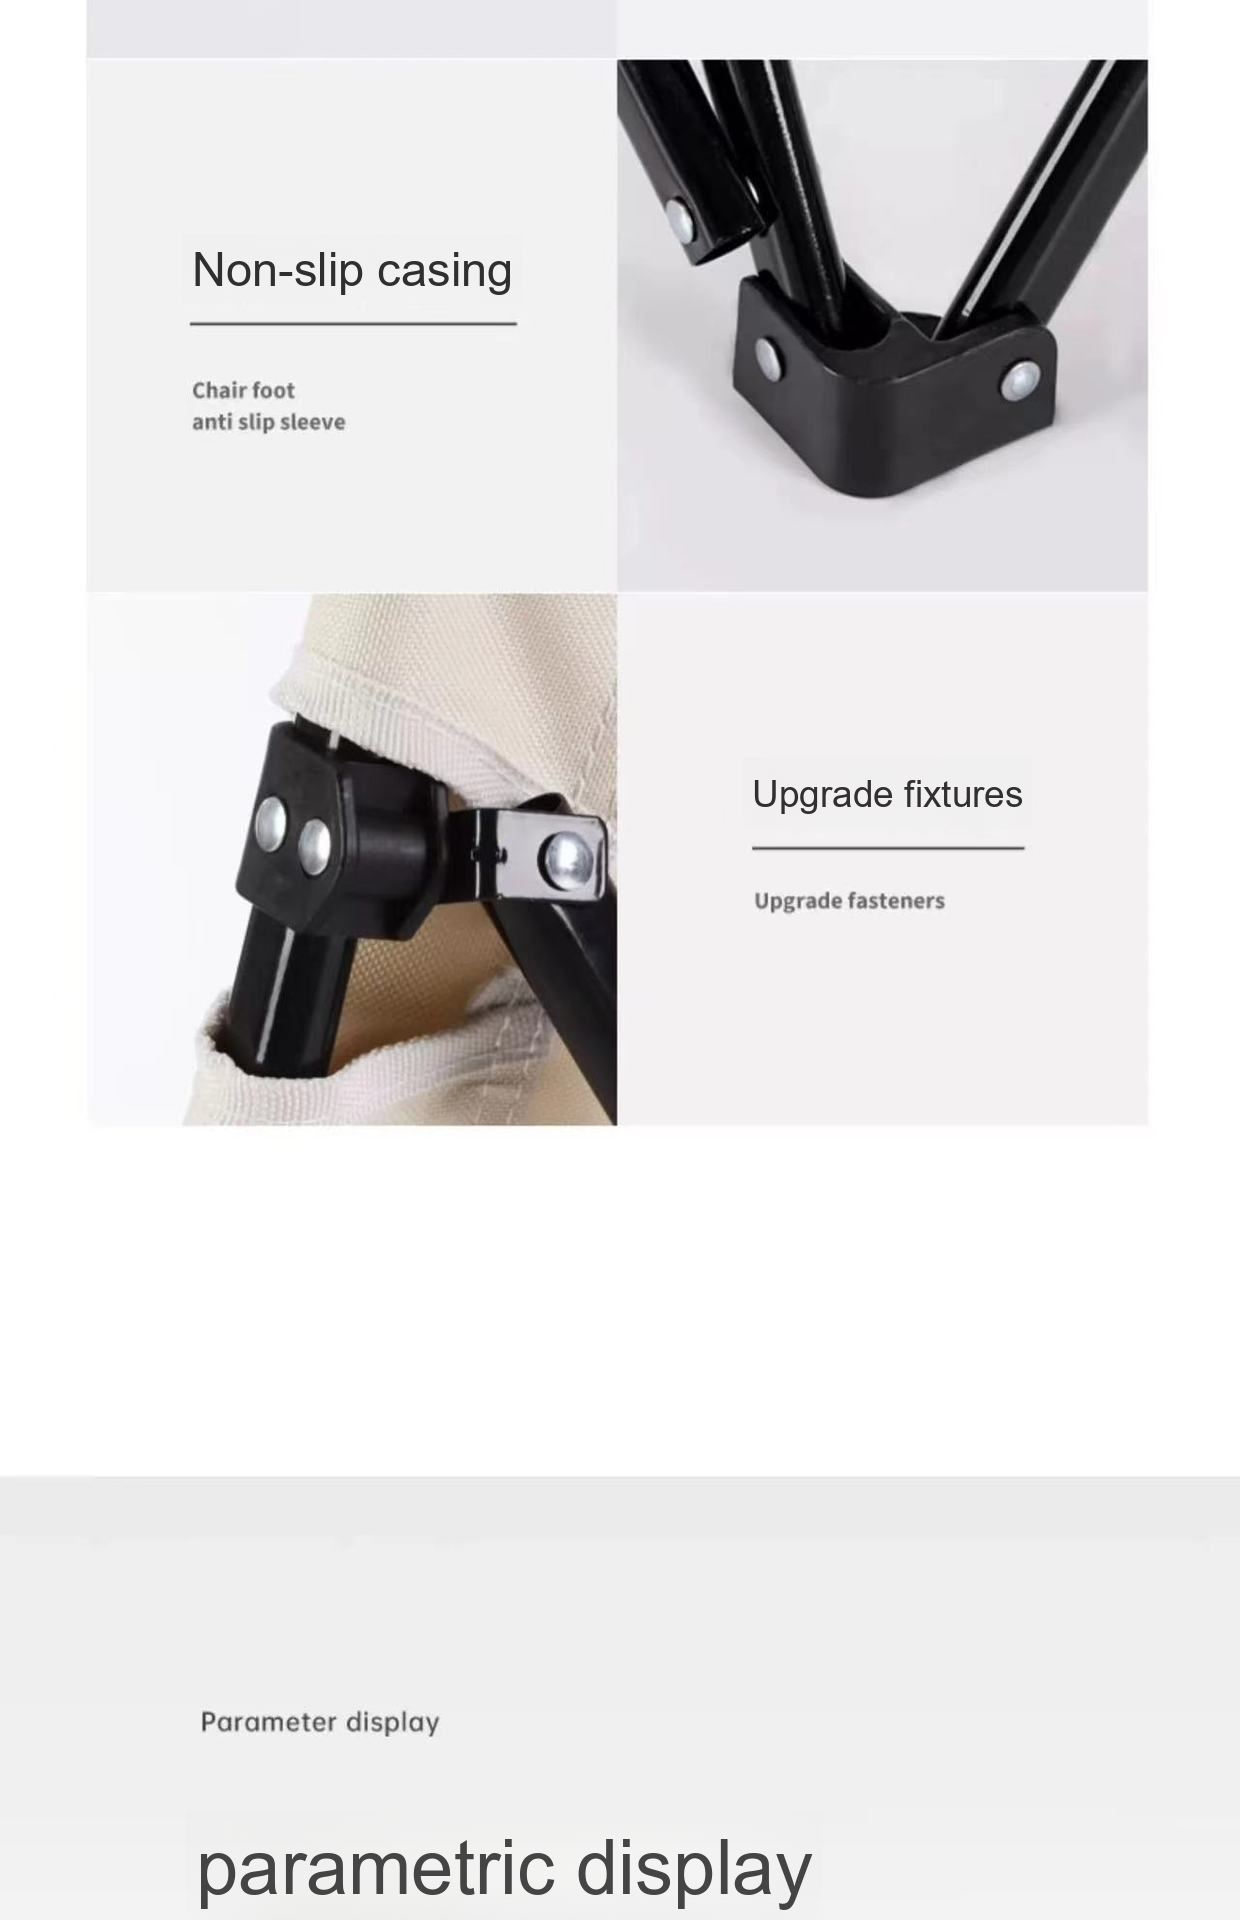 Non-slip casing
Chair foot
anti slip sleeve
Upgrade fixtures
Upgrade fasteners
Parameter display
parametric display